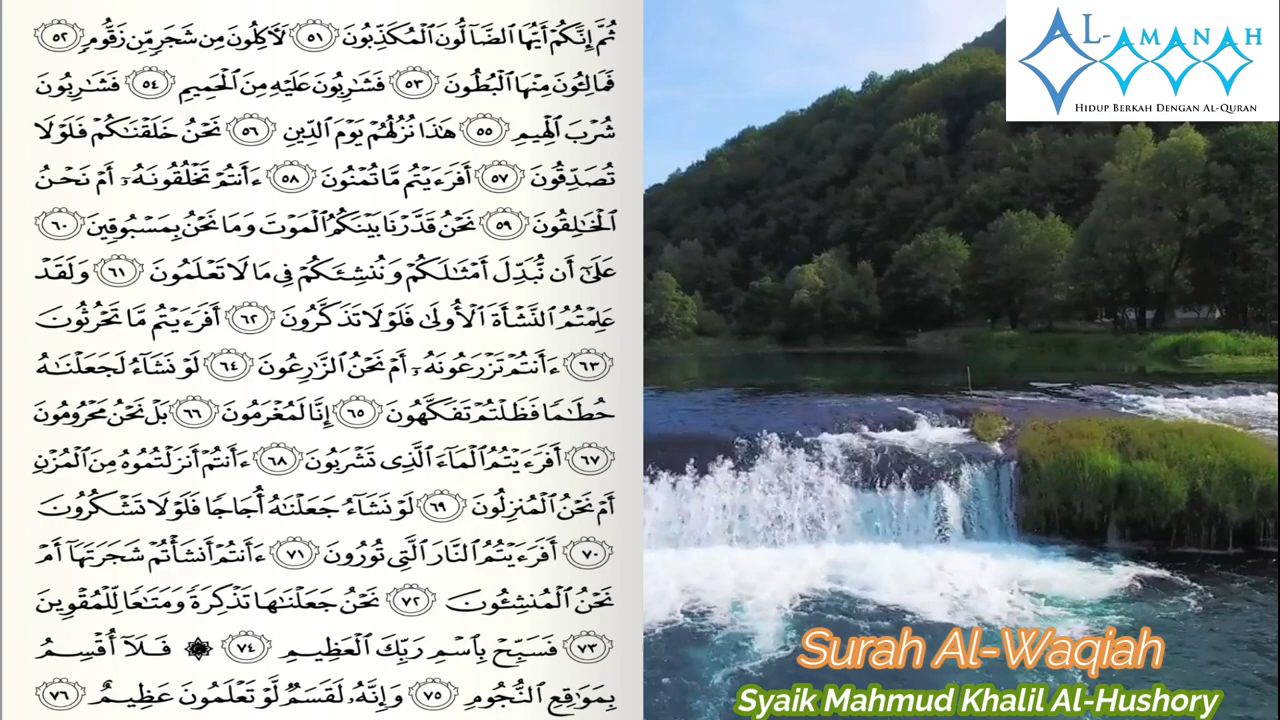 ثُمَّ إِنَّكُمْ أَيُّهَا ٱلضَّآلُّونَ ٱلْمُكَذِّبُونَ ٥١ لَءَاكِلُونَ مِن شَجَرٍ مِّن زَقُّومٍ ٥٢
فَمَالِـُٔونَ مِنْهَا ٱلْبُطُونَ ٥٣ فَشَٰرِبُونَ عَلَيْهِ مِنَ ٱلْحَمِيمِ ٥٤ فَشَٰرِبُونَ
شُرْبَ ٱلْهِيمِ ٥٥ هَٰذَا نُزُلُهُمْ يَوْمَ ٱلدِّينِ ٥٦ نَحْنُ خَلَقْنَٰكُمْ فَلَوْلَا
تُصَدِّقُونَ ٥٧ أَفَرَءَيْتُم مَّا تُمْنُونَ ٥٨ ءَأَنتُمْ تَخْلُقُونَهُۥٓ أَمْ نَحْنُ
ٱلْخَٰلِقُونَ ٥٩ نَحْنُ قَدَّرْنَا بَيْنَكُمُ ٱلْمَوْتَ وَمَا نَحْنُ بِمَسْبُوقِينَ ٦٠
عَلَىٰٓ أَن نُّبَدِّلَ أَمْثَٰلَكُمْ وَنُنشِئَكُمْ فِى مَا لَا تَعْلَمُونَ ٦١ وَلَقَدْ
عَلِمْتُمُ ٱلنَّشْأَةَ ٱلْأُولَىٰ فَلَوْلَا تَذَكَّرُونَ ٦٢ أَفَرَءَيْتُم مَّا تَحْرُثُونَ
٦٣ ءَأَنتُمْ تَزْرَعُونَهُۥٓ أَمْ نَحْنُ ٱلزَّٰرِعُونَ ٦٤ لَوْ نَشَآءُ لَجَعَلْنَٰهُ
حُطَٰمًا فَظَلْتُمْ تَفَكَّهُونَ ٦٥ إِنَّا لَمُغْرَمُونَ ٦٦ بَلْ نَحْنُ مَحْرُومُونَ
٦٧ أَفَرَءَيْتُمُ ٱلْمَآءَ ٱلَّذِى تَشْرَبُونَ ٦٨ ءَأَنتُمْ أَنزَلْتُمُوهُ مِنَ ٱلْمُزْنِ
أَمْ نَحْنُ ٱلْمُنزِلُونَ ٦٩ لَوْ نَشَآءُ جَعَلْنَٰهُ أُجَاجًا فَلَوْلَا تَشْكُرُونَ
٧٠ أَفَرَءَيْتُمُ ٱلنَّارَ ٱلَّتِى تُورُونَ ٧١ ءَأَنتُمْ أَنشَأْتُمْ شَجَرَتَهَآ أَمْ
نَحْنُ ٱلْمُنشِـُٔونَ ٧٢ نَحْنُ جَعَلْنَٰهَا تَذْكِرَةً وَمَتَٰعًا لِّلْمُقْوِينَ
٧٣ فَسَبِّحْ بِٱسْمِ رَبِّكَ ٱلْعَظِيمِ ٧٤ ۞ فَلَآ أُقْسِمُ
بِمَوَٰقِعِ ٱلنُّجُومِ ٧٥ وَإِنَّهُۥ لَقَسَمٌ لَّوْ تَعْلَمُونَ عَظِيمٌ ٧٦
AL-AMANAH
HIDUP BERKAH DENGAN AL-QURAN
Surah Al-Waqiah
Syaik Mahmud Khalil Al-Hushory